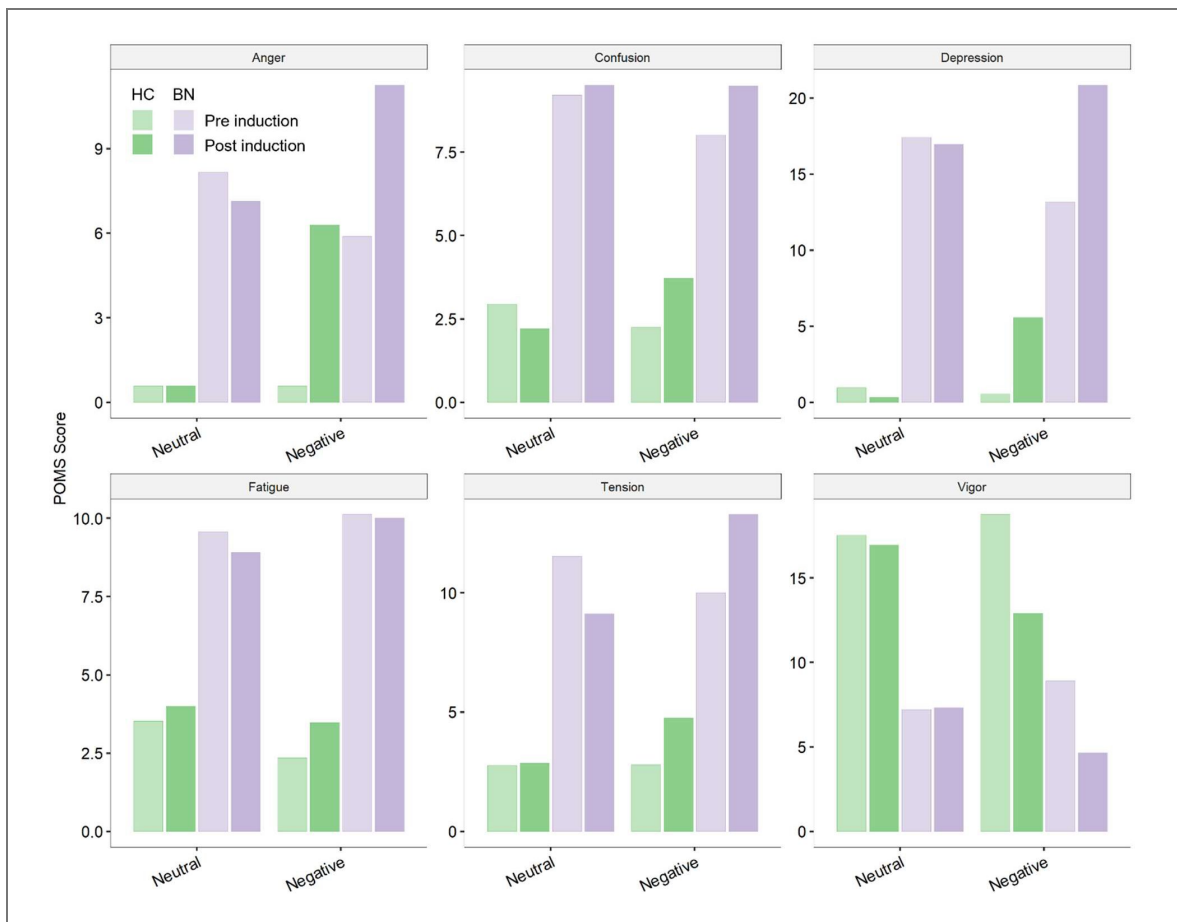 Anger
HC BN
Pre induction
Post induction
9
6
3
0
Neutral
Negative
Confusion
7.5
5.0
2.5
0.0
Neutral
Negative
Depression
20
15
10
5
0
Neutral
Negative
POMS Score
Fatigue
10.0
7.5
5.0
2.5
0.0
Neutral
Negative
Tension
10
5
0
Neutral
Negative
Vigor
15
10
5
0
Neutral
Negative